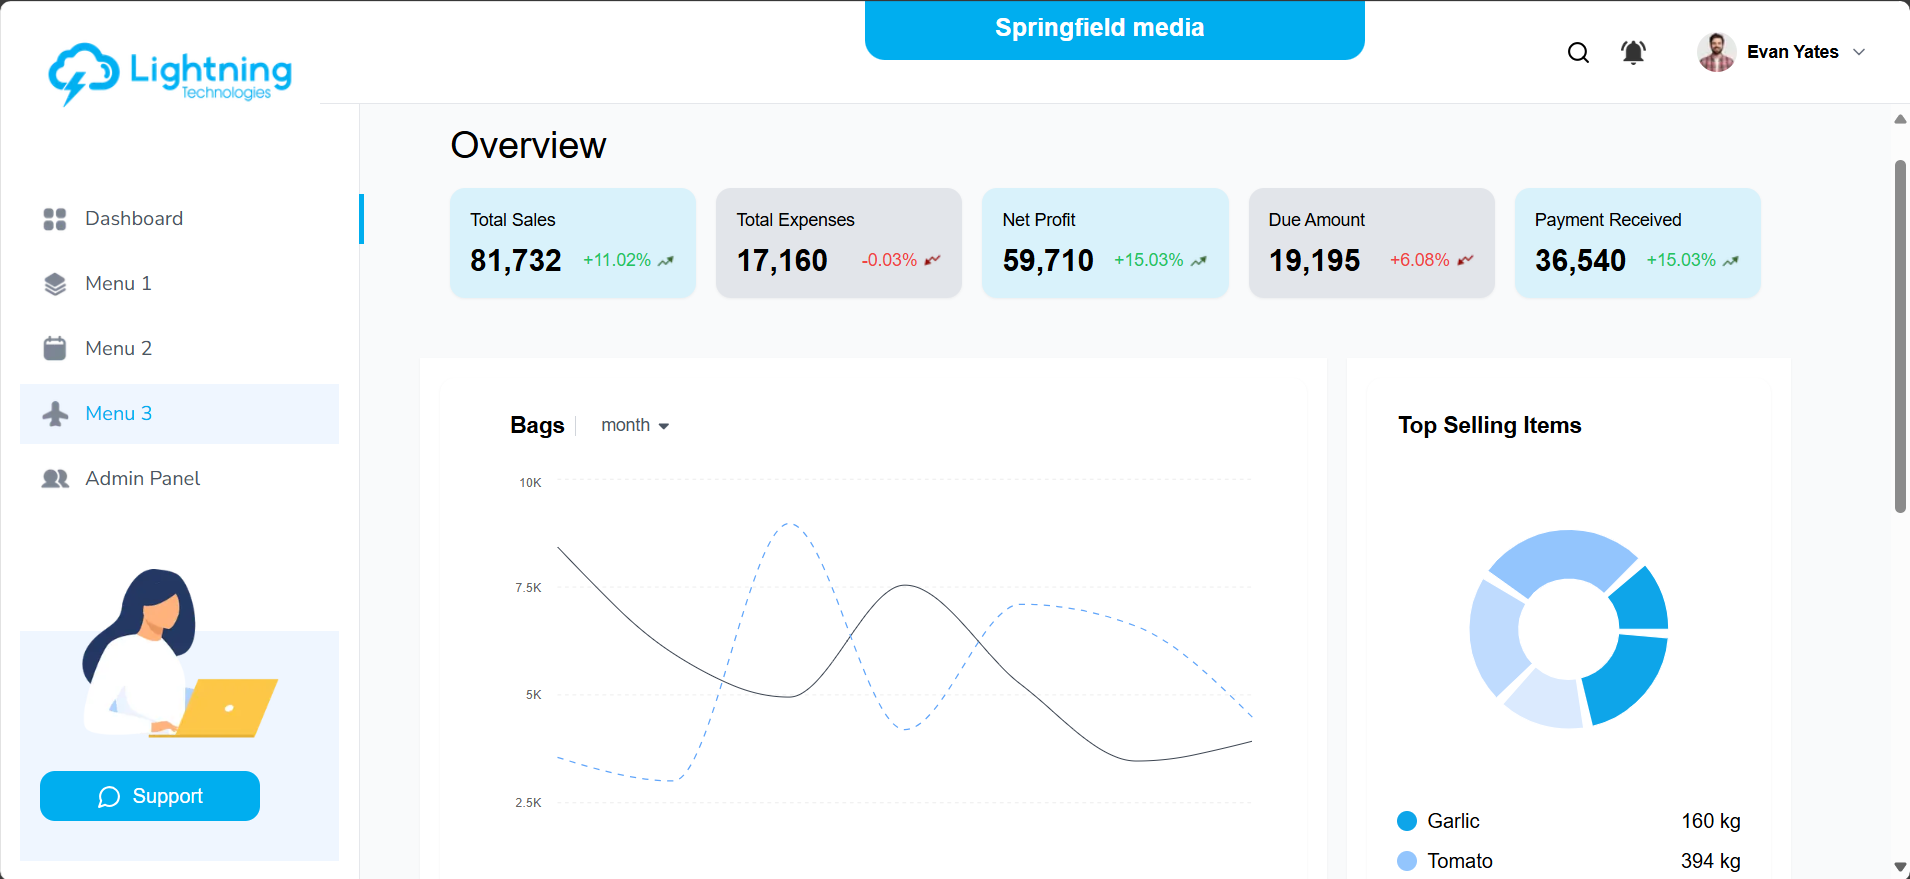 Springfield media
Lightning
Technologies
Evan Yates
Dashboard
Menu 1
Menu 2
Menu 3
Admin Panel
Support
Overview
Total Sales
81,732 +11.02%
Total Expenses
17,160 -0.03%
Net Profit
59,710 +15.03%
Due Amount
19,195 +6.08%
Payment Received
36,540 +15.03%
Bags month
10K
7.5K
5K
2.5K
Top Selling Items
Garlic 160 kg
Tomato 394 kg